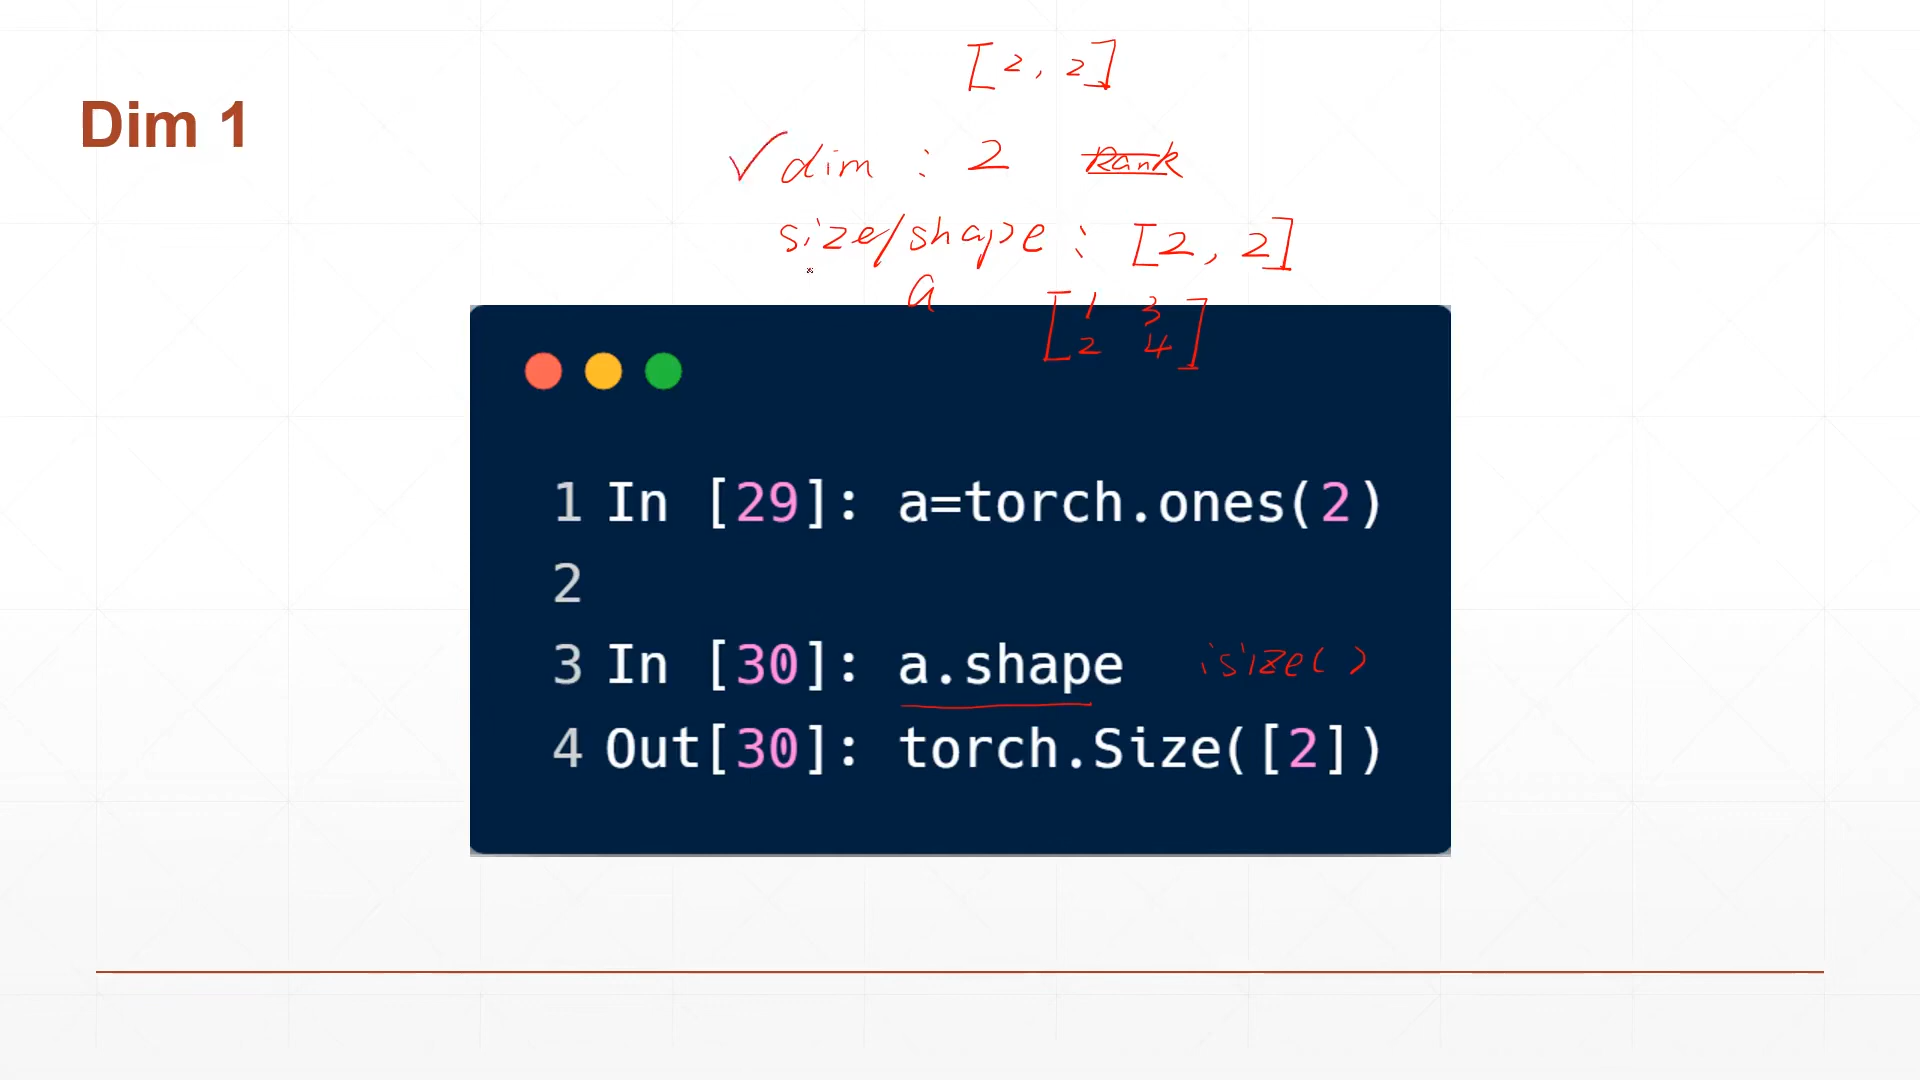 [2, 2]
Dim 1
√ dim : 2 Rank
size/shape : [2, 2]
a
[1 3
2 4]
1 In [29]: a=torch.ones(2)
2
3 In [30]: a.shape isize()
4 Out[30]: torch.Size([2])